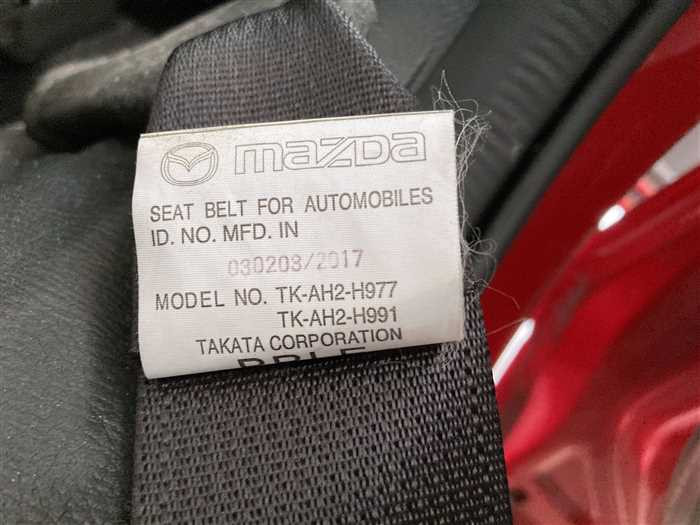 mazda
SEAT BELT FOR AUTOMOBILES
ID. NO. MFD. IN
030203/2017
MODEL NO. TK-AH2-H977
TK-AH2-H991
TAKATA CORPORATION